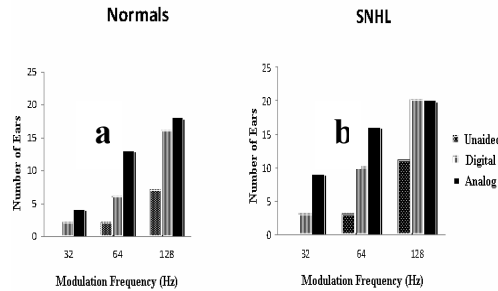 Normals
25
20
15
10
5
0
Number of Ears
a
32 64 128
Modulation Frequency (Hz)
SNHL
25
20
15
10
5
0
Number of Ears
b
32 64 128
Modulation Frequency (Hz)
Unaided
Digital
Analog